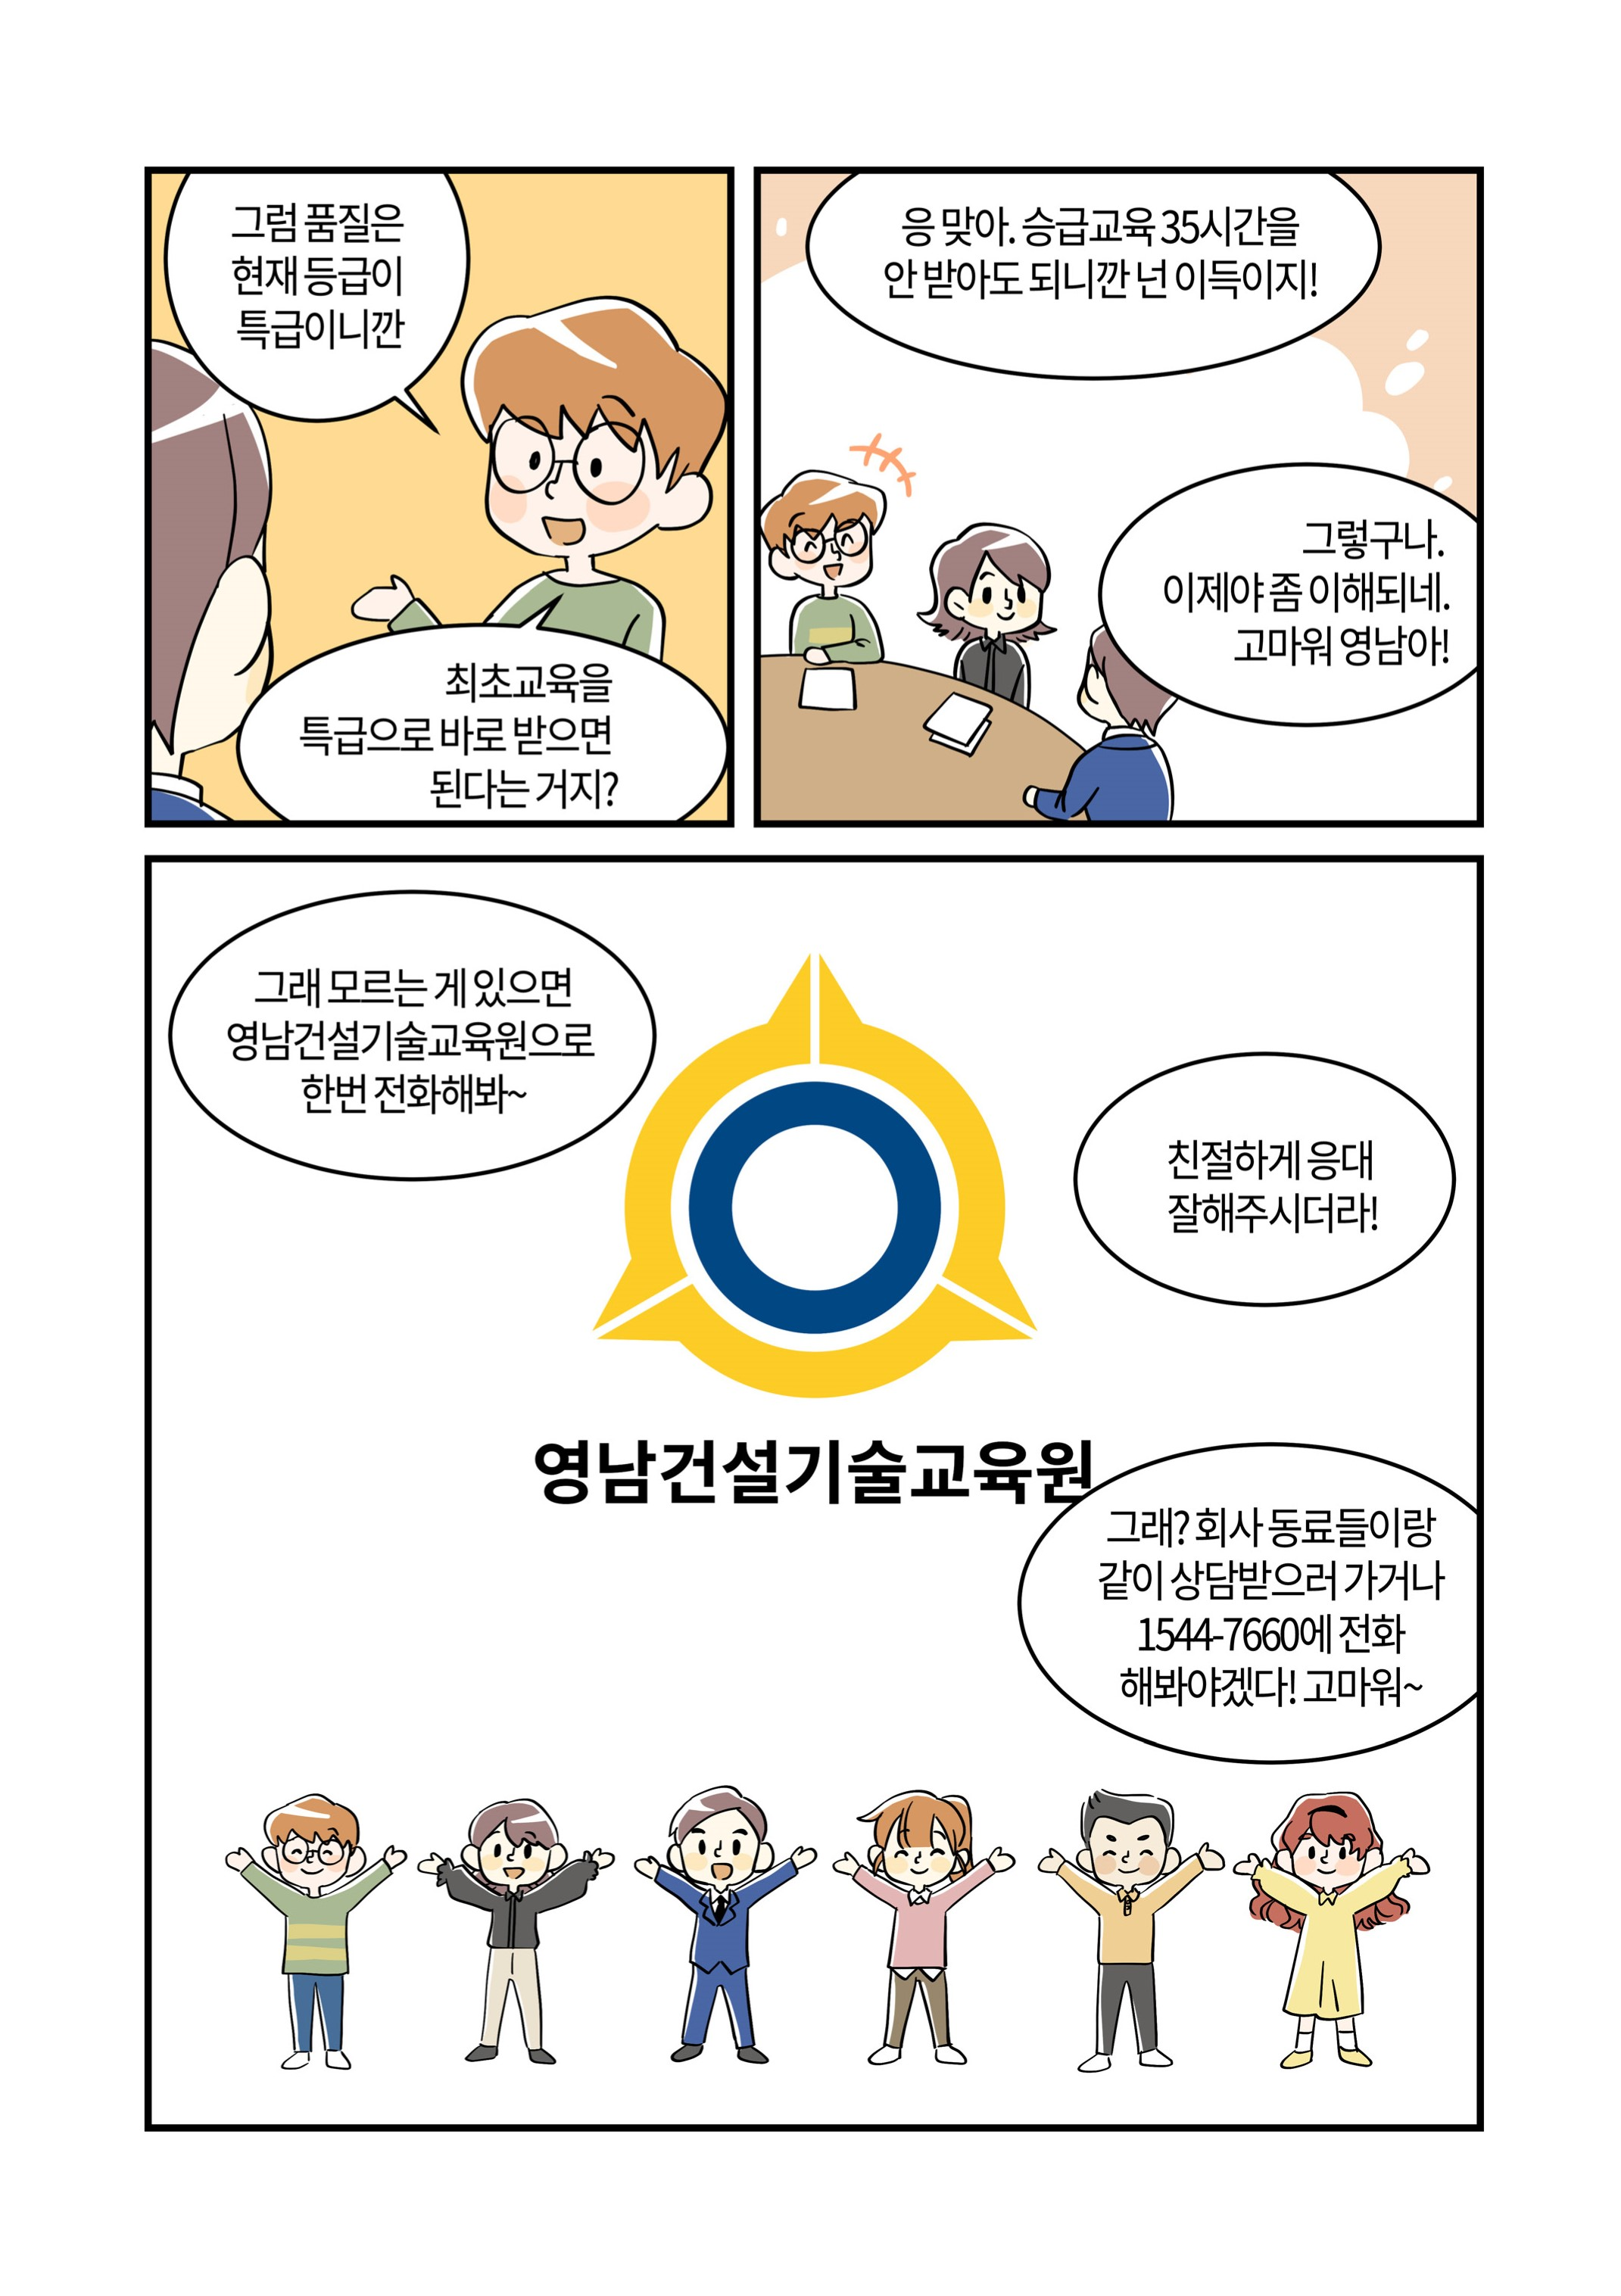 그럼 품질은
현재 등급이
특급이니깐
최초교육을
특급으로 바로 받으면
된다는 거지?
응 맞아. 승급교육 35시간을
안 받아도 되니깐 넌 이득이지!
그렇구나.
이제야 좀 이해되네.
고마워 영남아!
그래 모르는 게 있으면
영남건설기술교육원으로
한번 전화해봐~
친절하게 응대
잘해주시더라!
영남건설기술교육원
그래? 회사 동료들이랑
같이 상담받으러 가거나
1544-7660에 전화
해봐야겠다! 고마워~